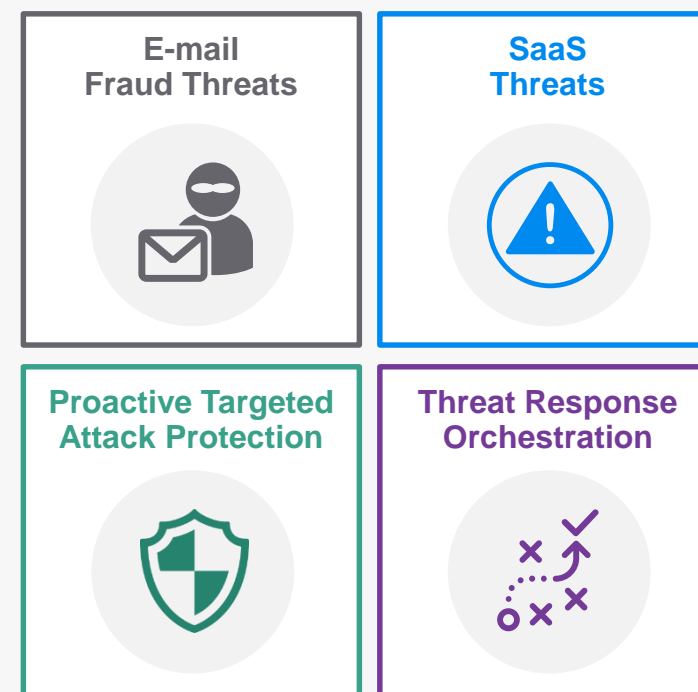 E-mail
Fraud Threats
SaaS
Threats
Proactive Targeted
Attack Protection
Threat Response
Orchestration